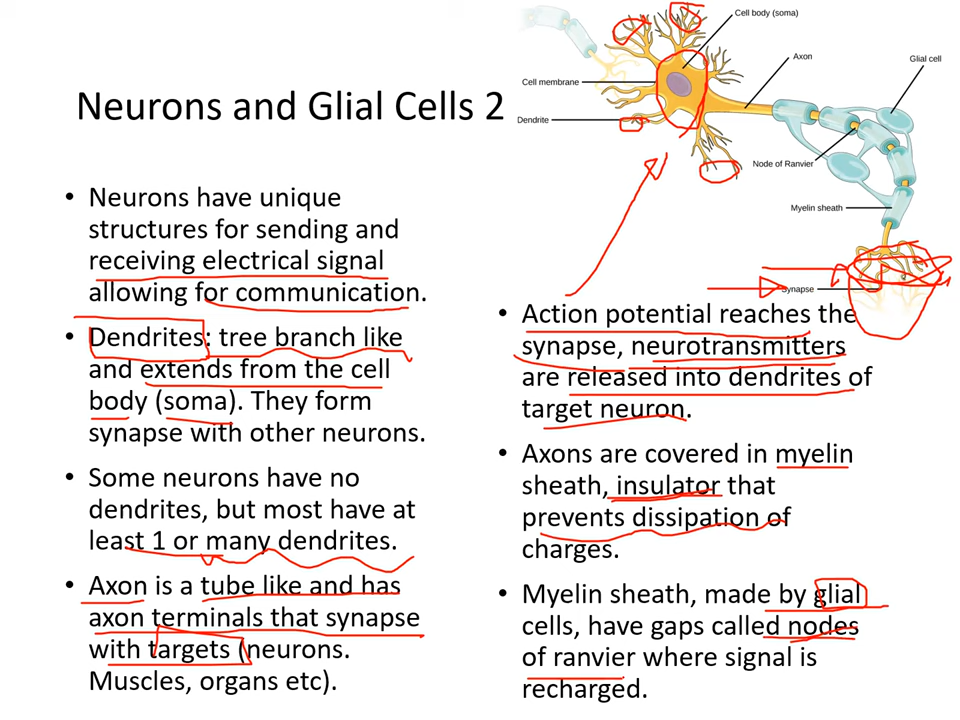 Neurons and Glial Cells 2
• Neurons have unique
structures for sending and
receiving electrical signal
allowing for communication.
• Dendrites: tree branch like
and extends from the cell
body (soma). They form
synapse with other neurons.
• Some neurons have no
dendrites, but most have at
least 1 or many dendrites.
• Axon is a tube like and has
axon terminals that synapse
with targets (neurons.
Muscles, organs etc).
Cell body (soma)
Axon
Glial cell
Cell membrane
Dendrite
Node of Ranvier
Myelin sheath
Synapse
• Action potential reaches the
synapse, neurotransmitters
are released into dendrites of
target neuron.
• Axons are covered in myelin
sheath, insulator that
prevents dissipation of
charges.
• Myelin sheath, made by glial
cells, have gaps called nodes
of ranvier where signal is
recharged.